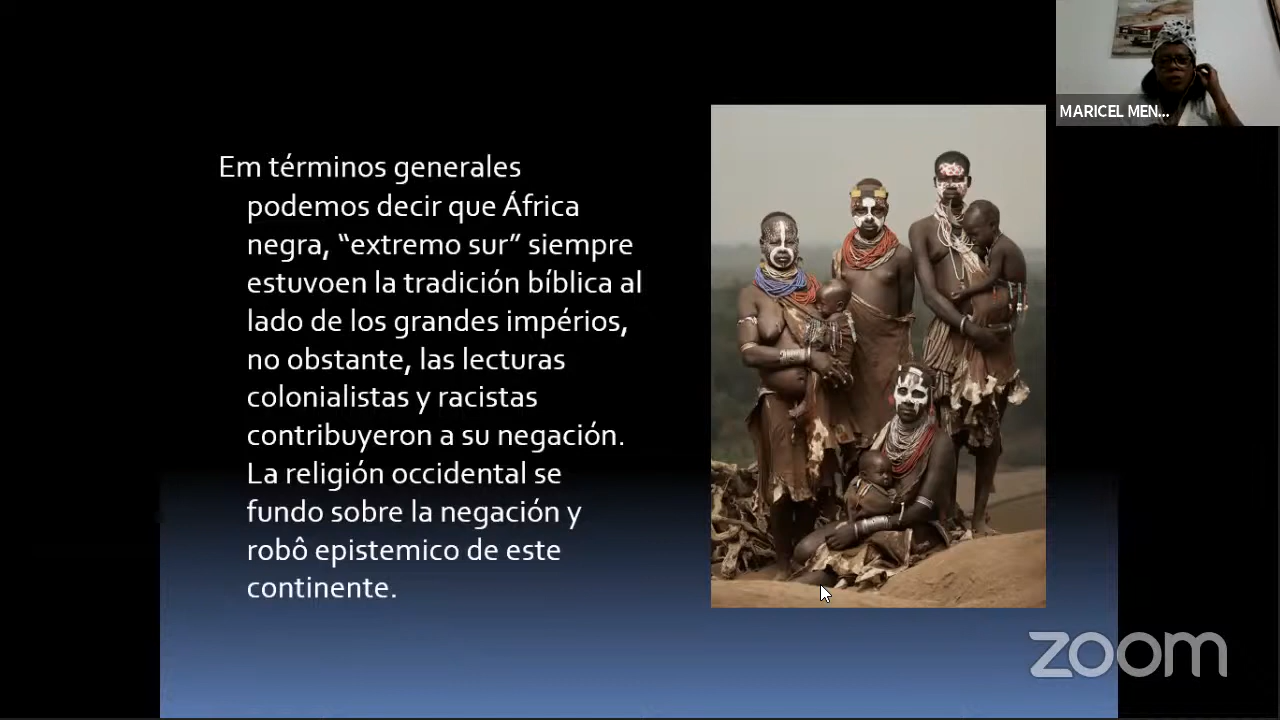 Em términos generales
podemos decir que África
negra, “extremo sur” siempre
estuvoen la tradición bíblica al
lado de los grandes impérios,
no obstante, las lecturas
colonialistas y racistas
contribuyeron a su negación.
La religión occidental se
fundo sobre la negación y
robô epistemico de este
continente.
MARICEL MEN...
zoom